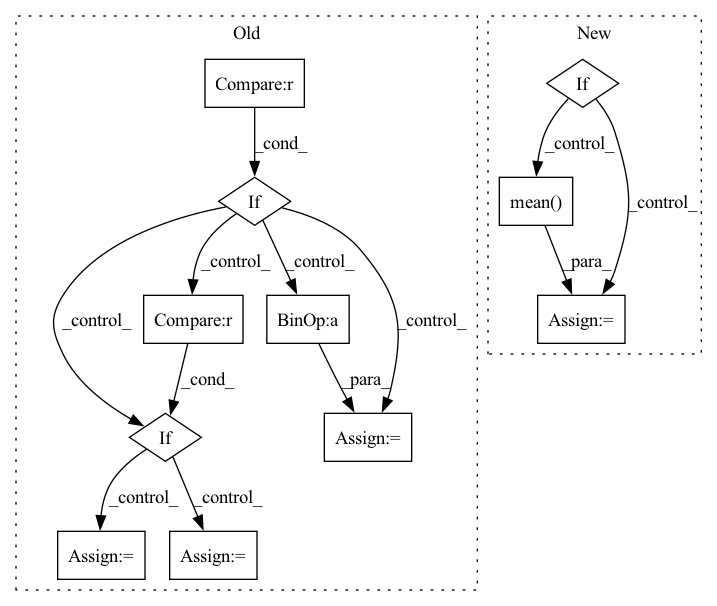 Old
New
Compare:r
If
_cond_
_control_
If
mean()
_control_
_control_
_control_
_para_
_control_
_control_
Compare:r
BinOp:a
Assign:=
_cond_
_para_
If
Assign:=
_control_
_control_
Assign:=
Assign:=